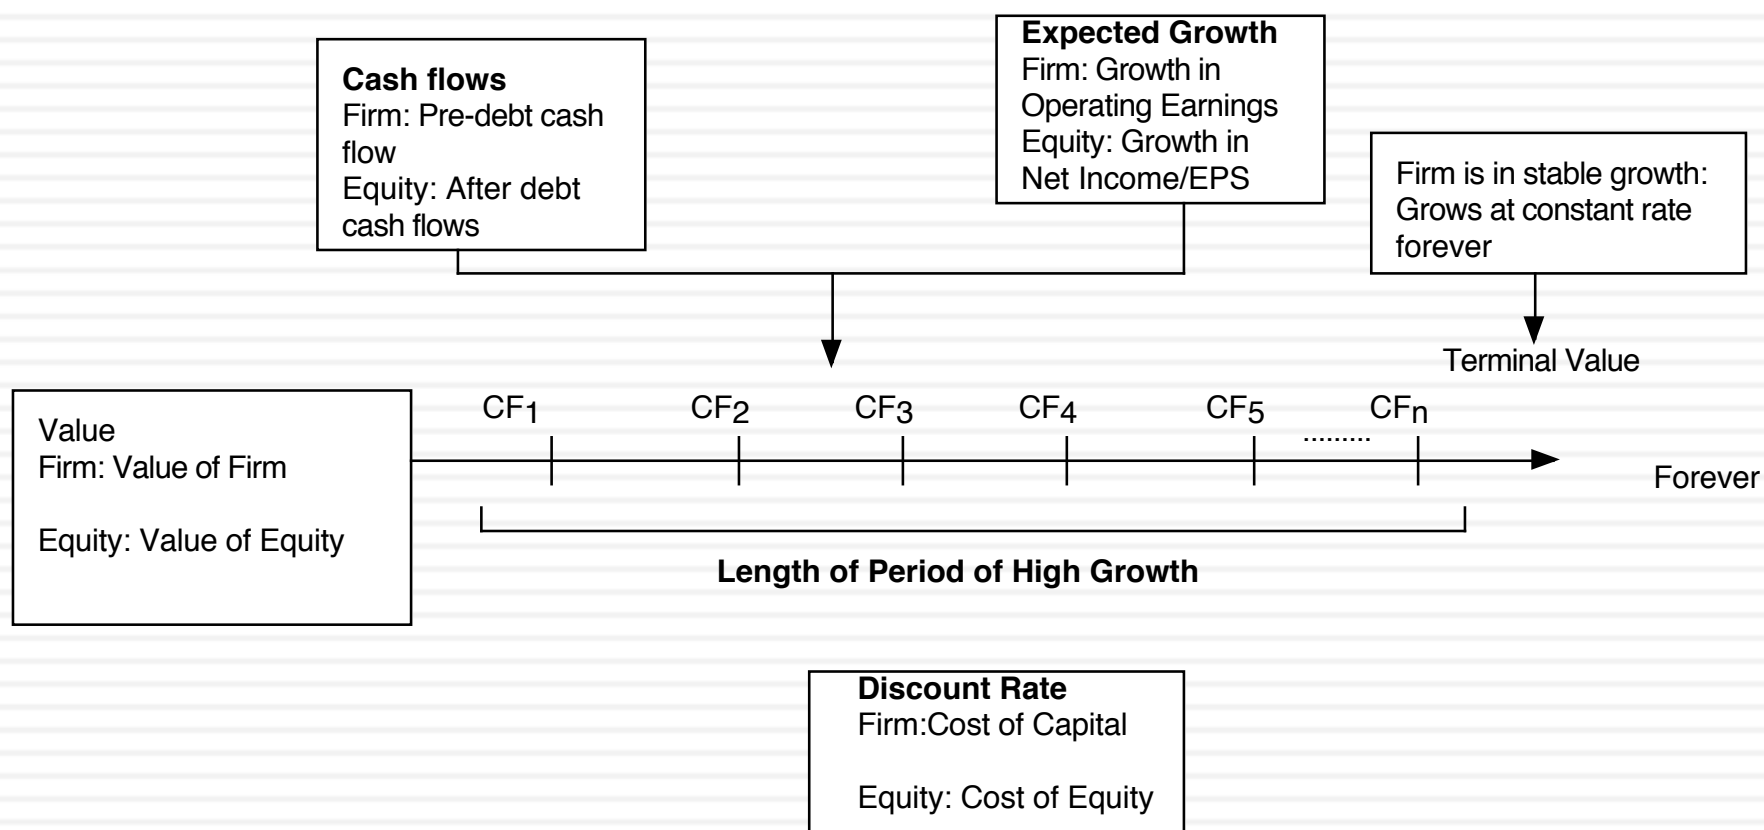 Cash flows
Firm: Pre-debt cash
flow
Equity: After debt
cash flows
Expected Growth
Firm: Growth in
Operating Earnings
Equity: Growth in
Net Income/EPS
Firm is in stable growth:
Grows at constant rate
forever
Terminal Value
CF1 CF2 CF3 CF4 CF5 ......... CFn
Forever
Value
Firm: Value of Firm
Equity: Value of Equity
Length of Period of High Growth
Discount Rate
Firm:Cost of Capital
Equity: Cost of Equity